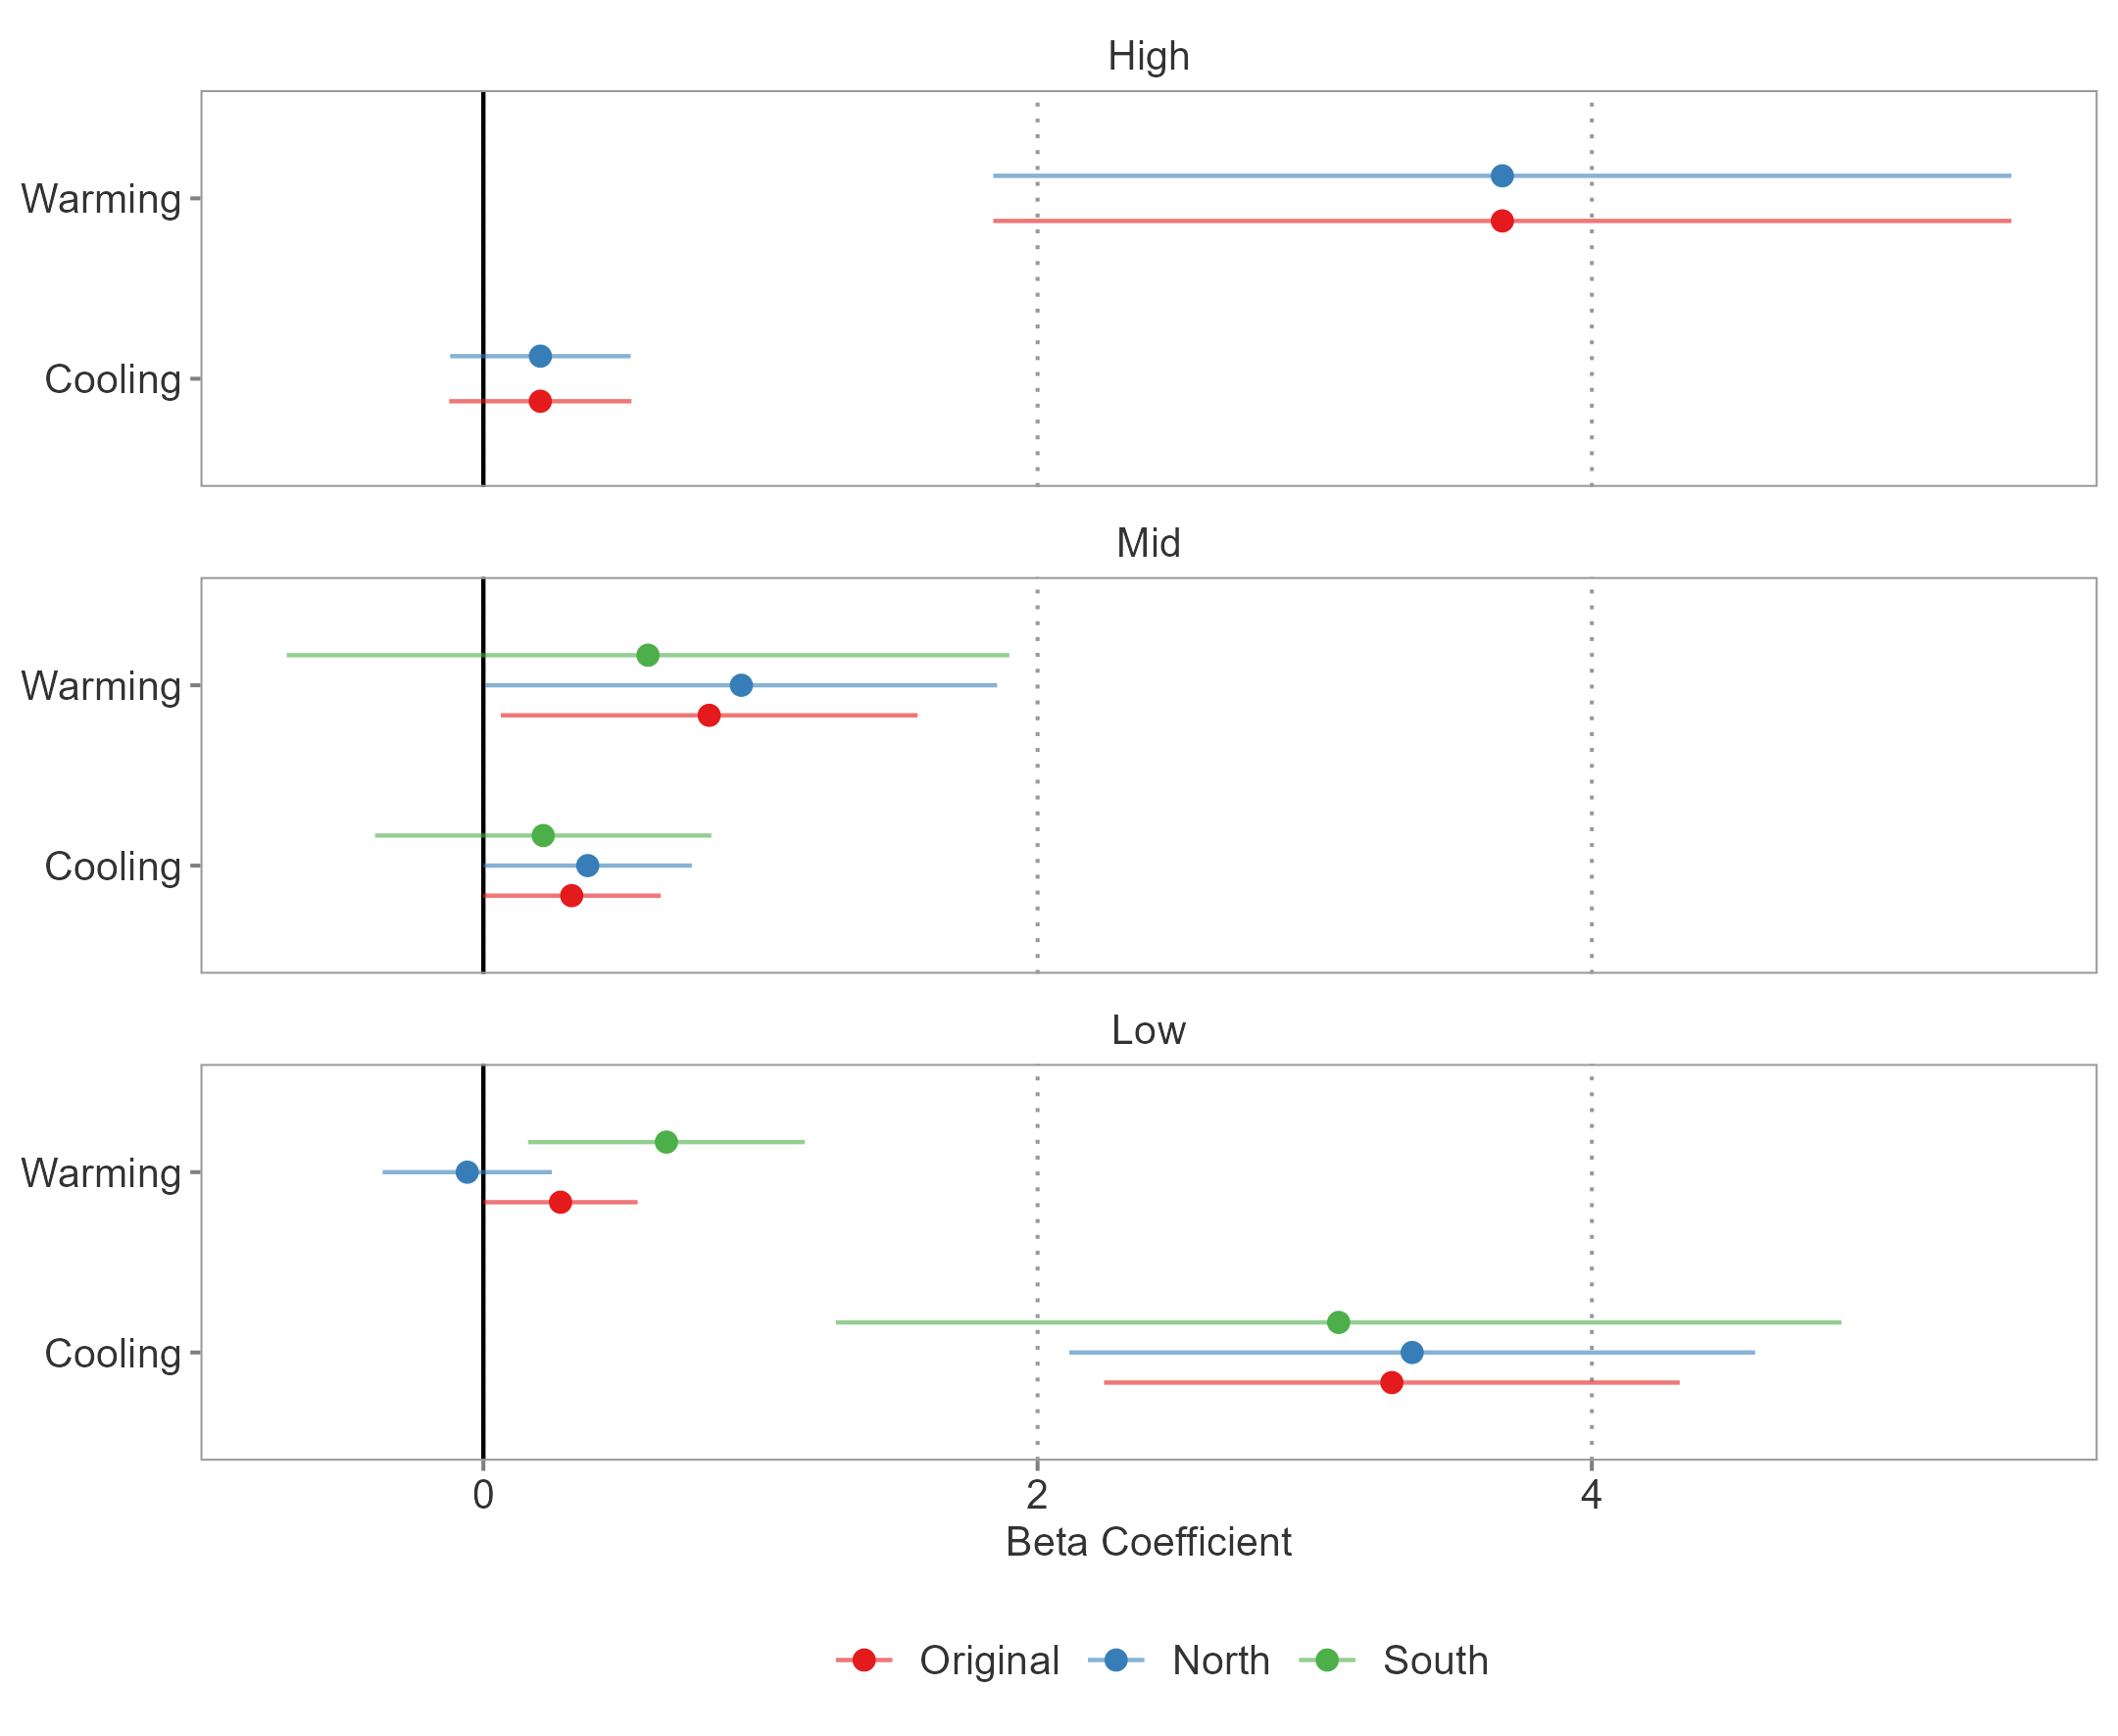 High
Warming
Cooling
Mid
Warming
Cooling
Low
Warming
Cooling
0 2 4
Beta Coefficient
Original North South